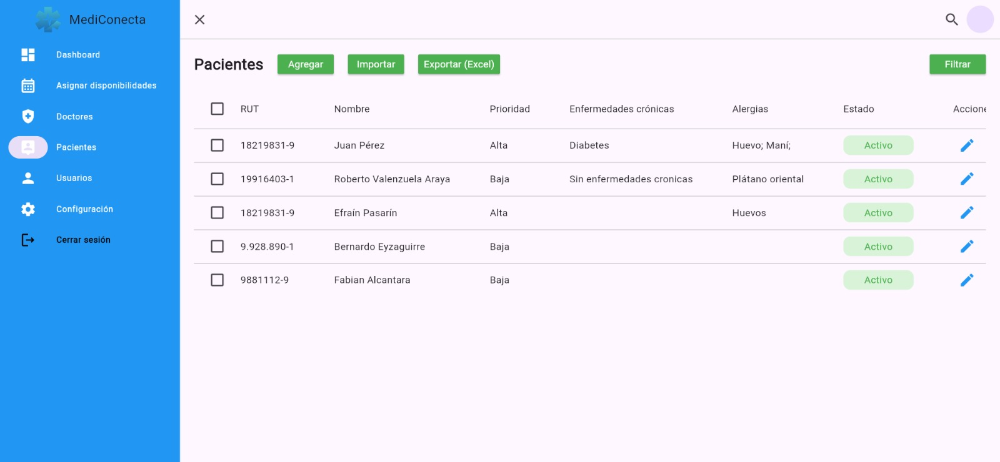 MediConecta
Dashboard
Asignar disponibilidades
Doctores
Pacientes
Usuarios
Configuración
Cerrar sesión
Pacientes Agregar Importar Exportar (Excel) Filtrar
RUT Nombre Prioridad Enfermedades crónicas Alergias Estado Accione
18219831-9 Juan Pérez Alta Diabetes Huevo; Maní; Activo
19916403-1 Roberto Valenzuela Araya Baja Sin enfermedades cronicas Plátano oriental Activo
18219831-9 Efraín Pasarín Alta Huevos Activo
9.928.890-1 Bernardo Eyzaguirre Baja Activo
9881112-9 Fabian Alcantara Baja Activo